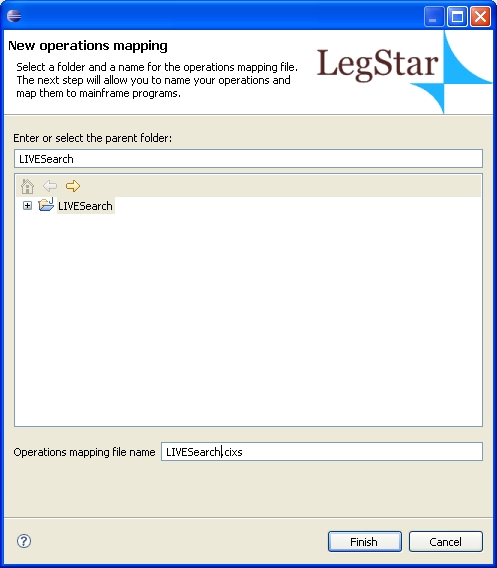 New operations mapping
Select a folder and a name for the operations mapping file.
The next step will allow you to name your operations and
map them to mainframe programs.
LegStar
Enter or select the parent folder:
LIVESearch
LIVESearch
Operations mapping file name LIVESearch.cixs
Finish Cancel